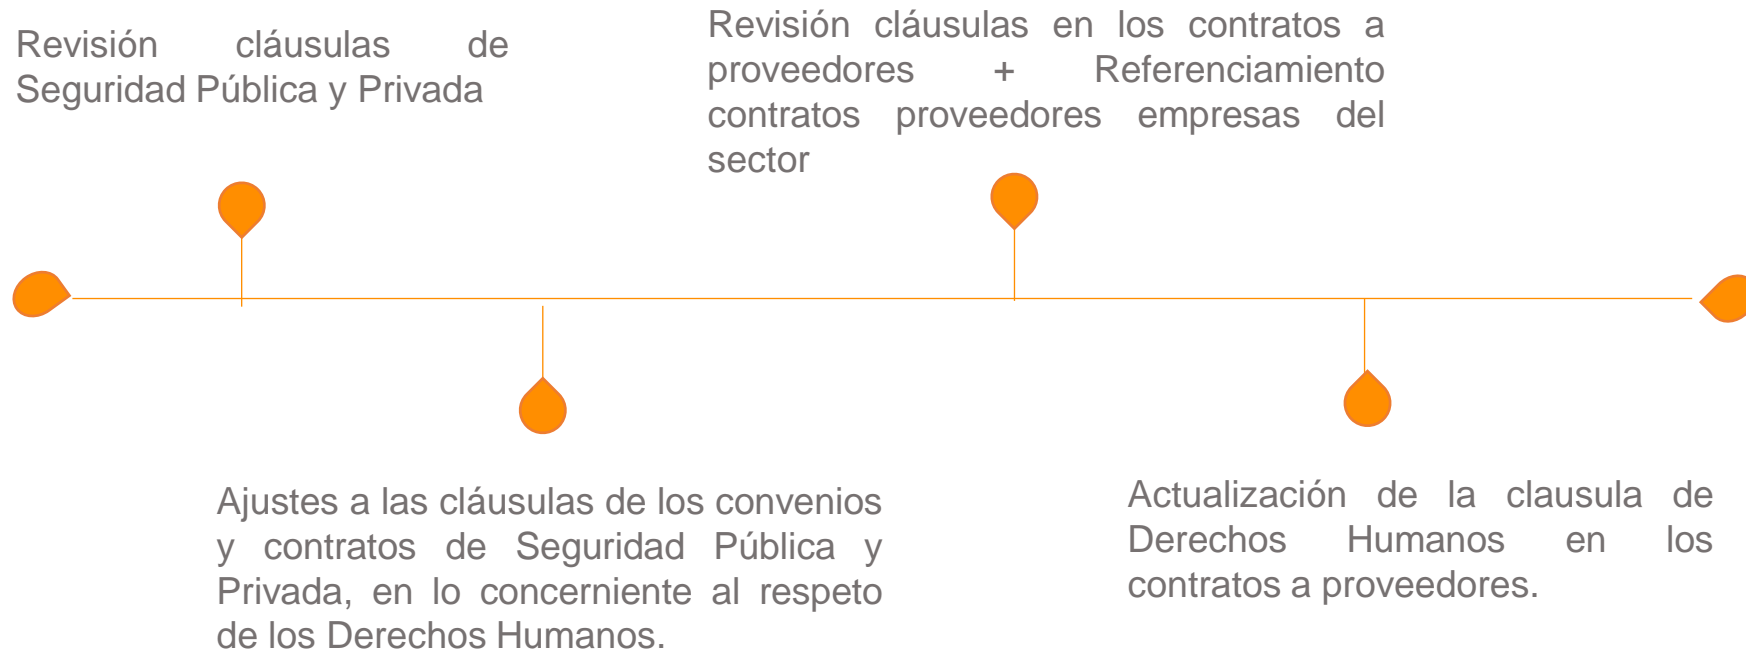 Revisión cláusulas de
Seguridad Pública y Privada
Revisión cláusulas en los contratos a
proveedores + Referenciamiento
contratos proveedores empresas del
sector
Ajustes a las cláusulas de los convenios
y contratos de Seguridad Pública y
Privada, en lo concerniente al respeto
de los Derechos Humanos.
Actualización de la clausula de
Derechos Humanos en los
contratos a proveedores.